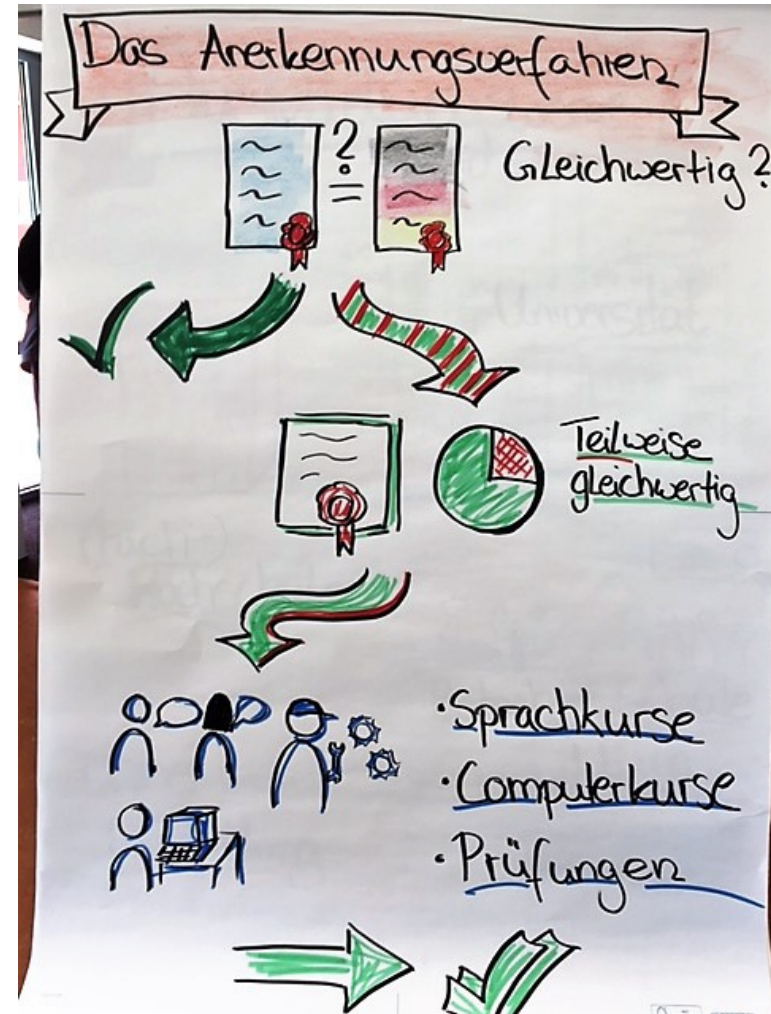 Das Anerkennungsverfahren
?
=
Gleichwertig?
Teilweise
gleichwertig
• Sprachkurse
• Computerkurse
• Prüfungen